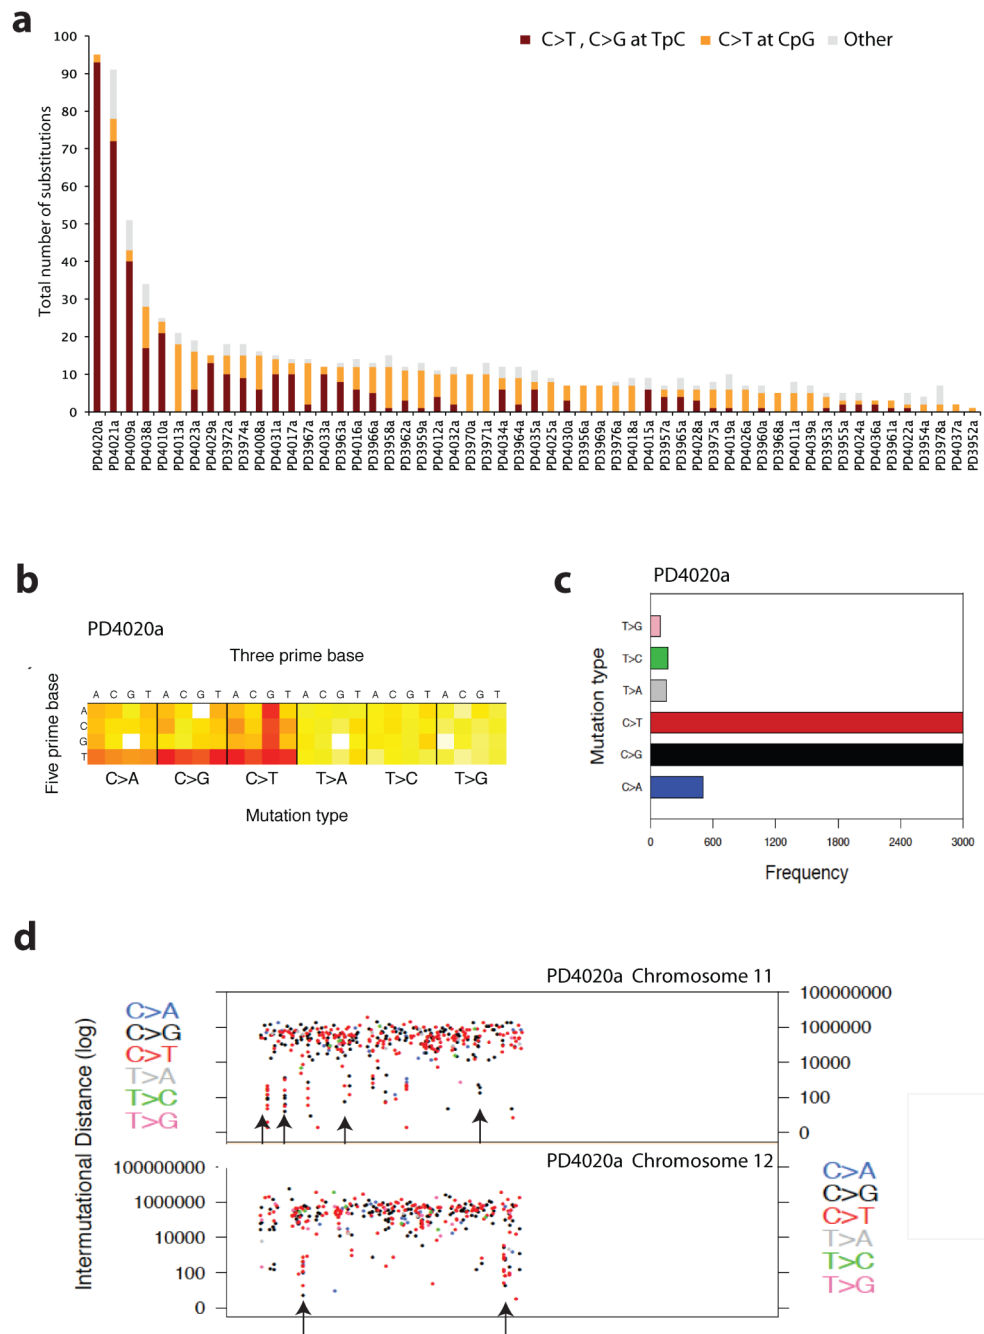 a
C>T , C>G at TpC C>T at CpG Other
Total number of substitutions
100
90
80
70
60
50
40
30
20
10
0
PD4020a PD4021a PD4009a PD4038a PD4010a PD4013a PD4023a PD4029a PD3972a PD3974a PD4008a PD4031a PD4017a PD3967a PD4033a PD3963a PD4016a PD3966a PD3958a PD3962a PD3959a PD4012a PD4032a PD3970a PD3971a PD4034a PD3964a PD4035a PD4025a PD4030a PD3956a PD3969a PD3976a PD4018a PD4015a PD3957a PD3965a PD4028a PD3975a PD4019a PD4026a PD3960a PD3968a PD4011a PD4039a PD3953a PD3955a PD4024a PD4036a PD3961a PD4022a PD3954a PD3978a PD4037a PD3952a
b
PD4020a
Three prime base
A C G T A C G T A C G T A C G T A C G T A C G T
Five prime base
A
C
G
T
C>A C>G C>T T>A T>C T>G
Mutation type
c
PD4020a
Mutation type
T>G
T>C
T>A
C>T
C>G
C>A
0 600 1200 1800 2400 3000
Frequency
d
Intermutational Distance (log)
PD4020a Chromosome 11
C>A
C>G
C>T
T>A
T>C
T>G
100000000
1000000
10000
100
0
PD4020a Chromosome 12
100000000
1000000
10000
100
0
C>A
C>G
C>T
T>A
T>C
T>G